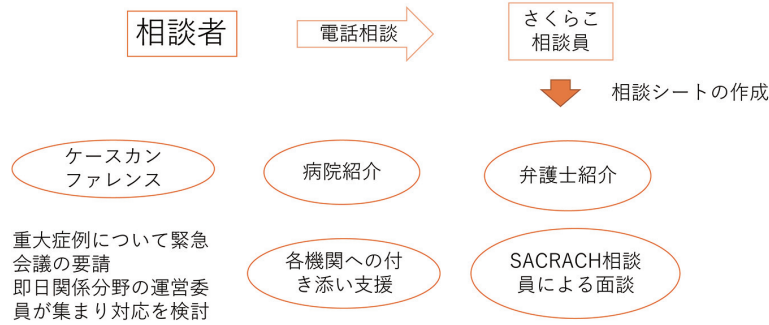 相談者
電話相談
さくらこ
相談員
相談シートの作成
ケースカン
ファレンス
病院紹介
弁護士紹介
重大症例について緊急
会議の要請
即日関係分野の運営委
員が集まり対応を検討
各機関への付
き添い支援
SACRACH相談
員による面談